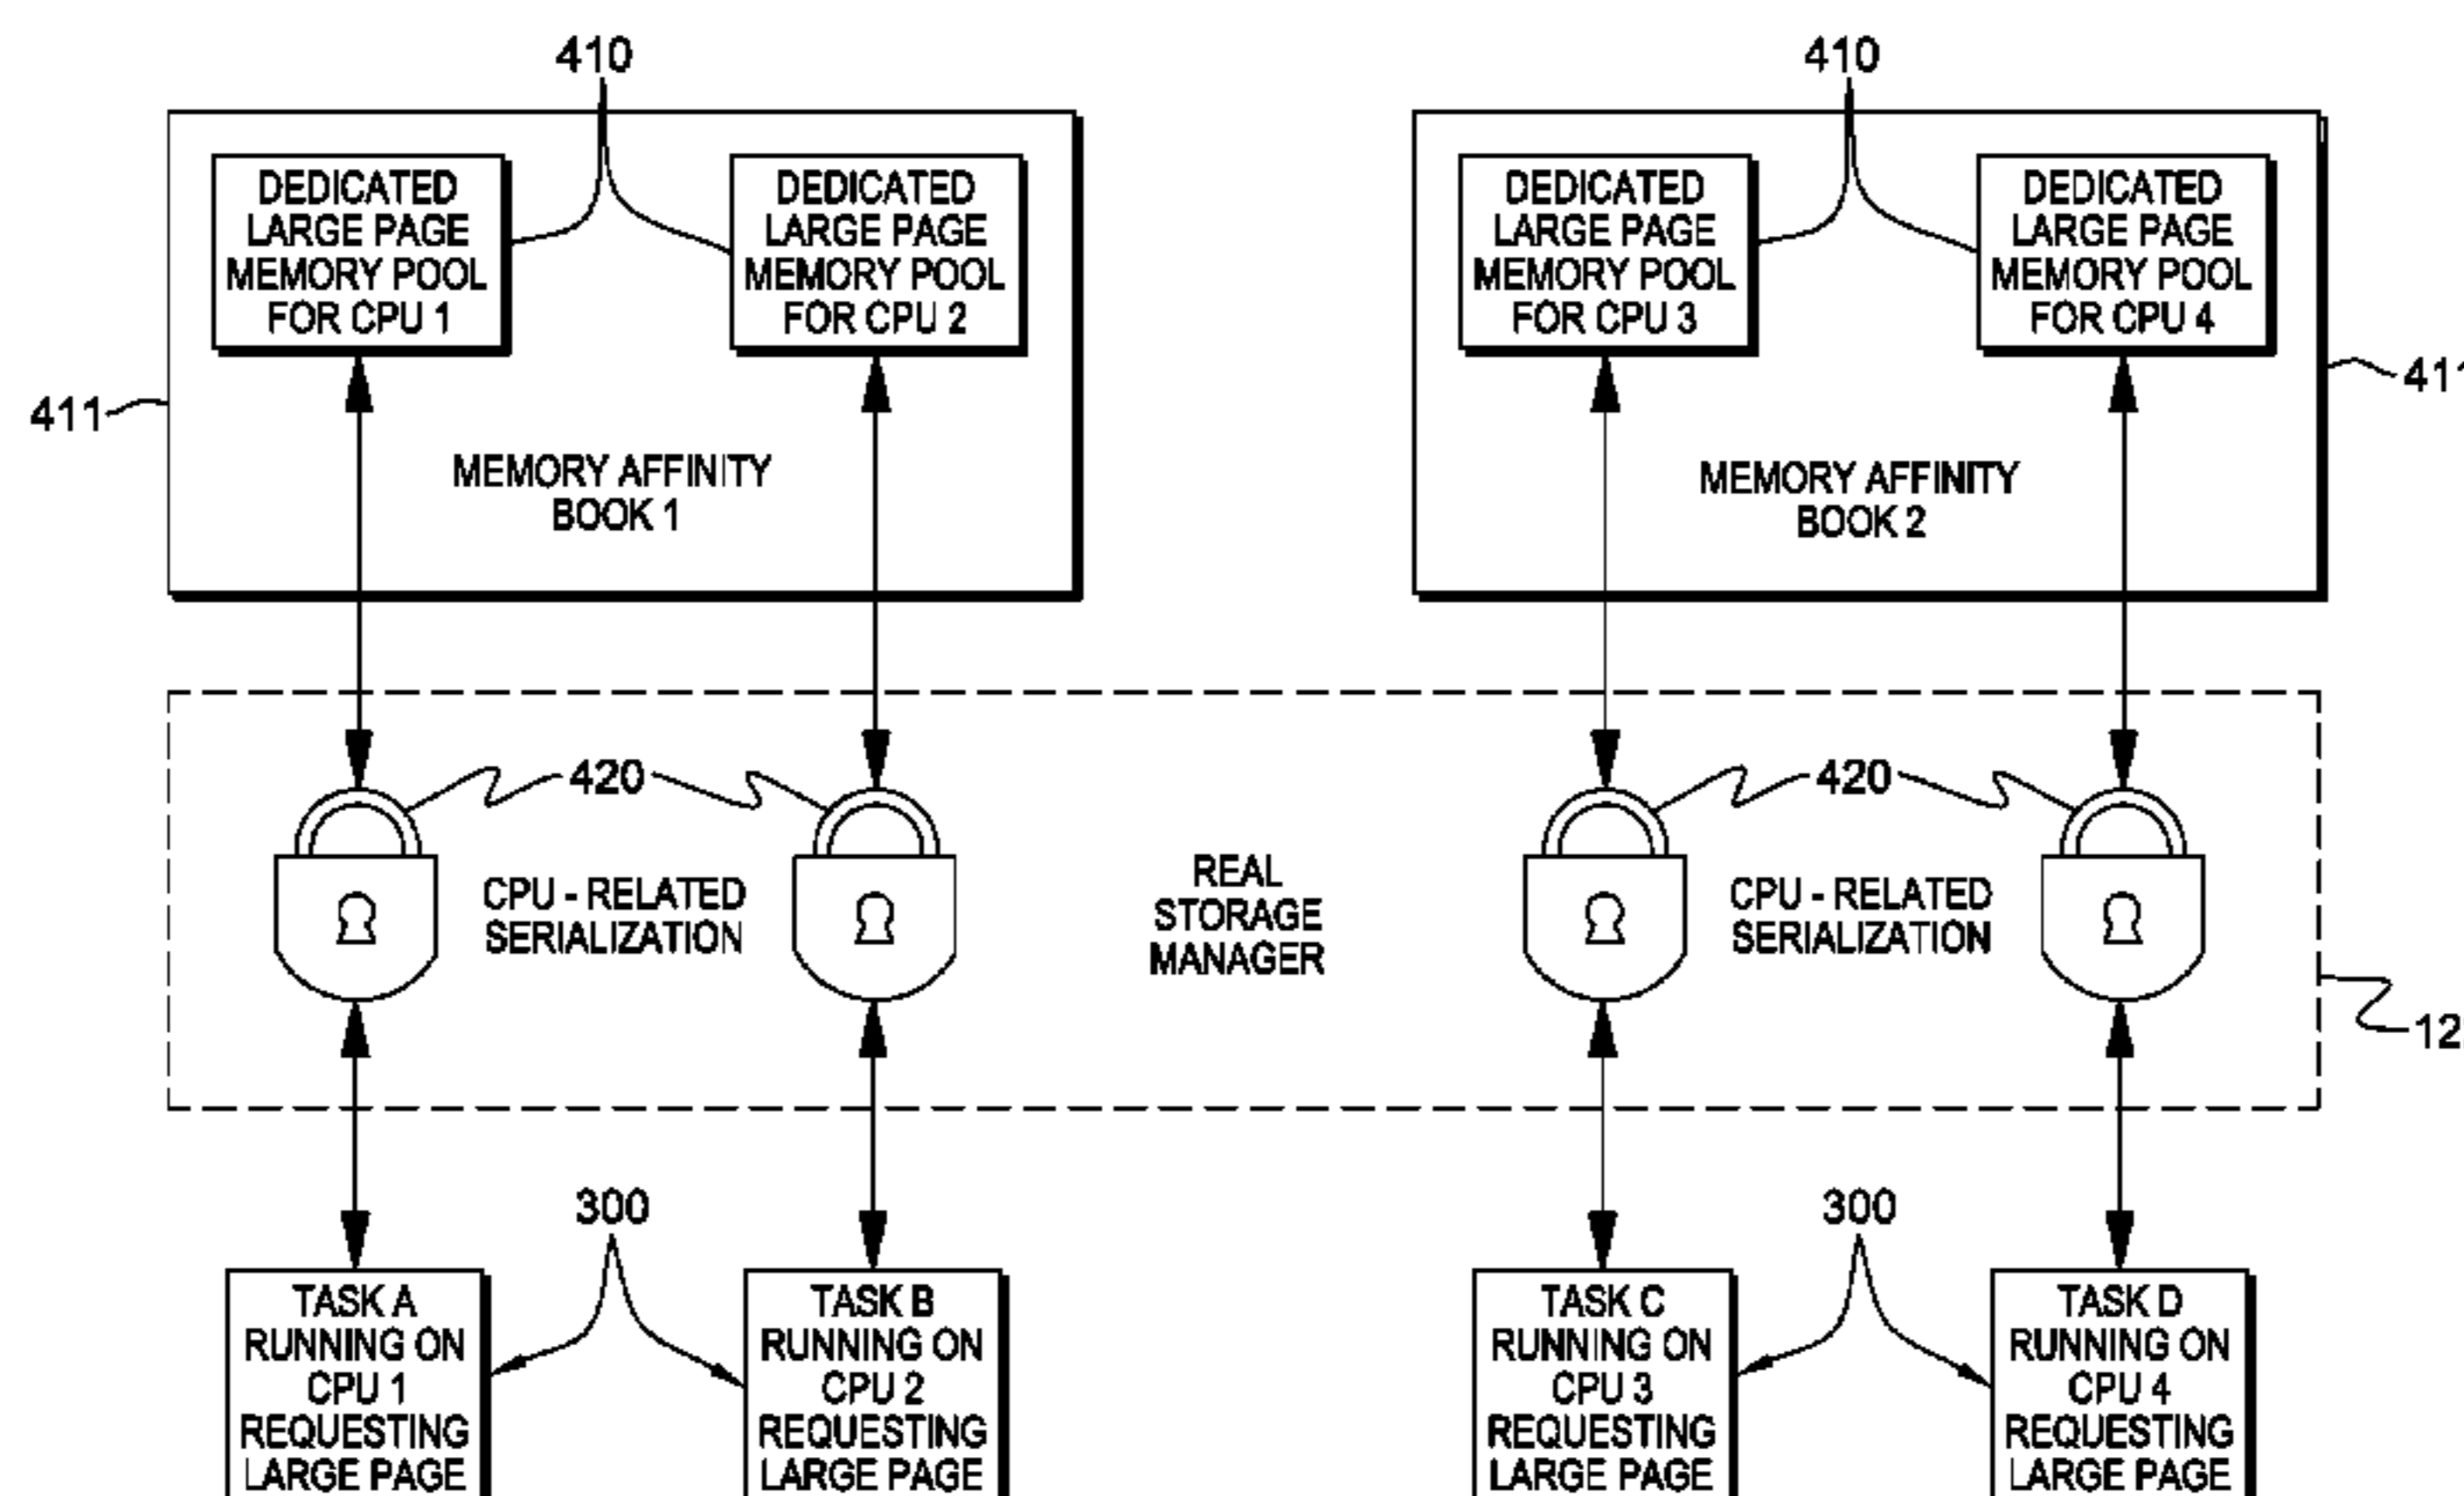 410
410
DEDICATED
LARGE PAGE
MEMORY POOL
FOR CPU 1
DEDICATED
LARGE PAGE
MEMORY POOL
FOR CPU 2
DEDICATED
LARGE PAGE
MEMORY POOL
FOR CPU 3
DEDICATED
LARGE PAGE
MEMORY POOL
FOR CPU 4
411
411
MEMORY AFFINITY
BOOK 1
MEMORY AFFINITY
BOOK 2
420
420
CPU - RELATED
SERIALIZATION
REAL
STORAGE
MANAGER
CPU - RELATED
SERIALIZATION
12
300
300
TASK A
RUNNING ON
CPU 1
REQUESTING
LARGE PAGE
TASK B
RUNNING ON
CPU 2
REQUESTING
LARGE PAGE
TASK C
RUNNING ON
CPU 3
REQUESTING
LARGE PAGE
TASK D
RUNNING ON
CPU 4
REQUESTING
LARGE PAGE